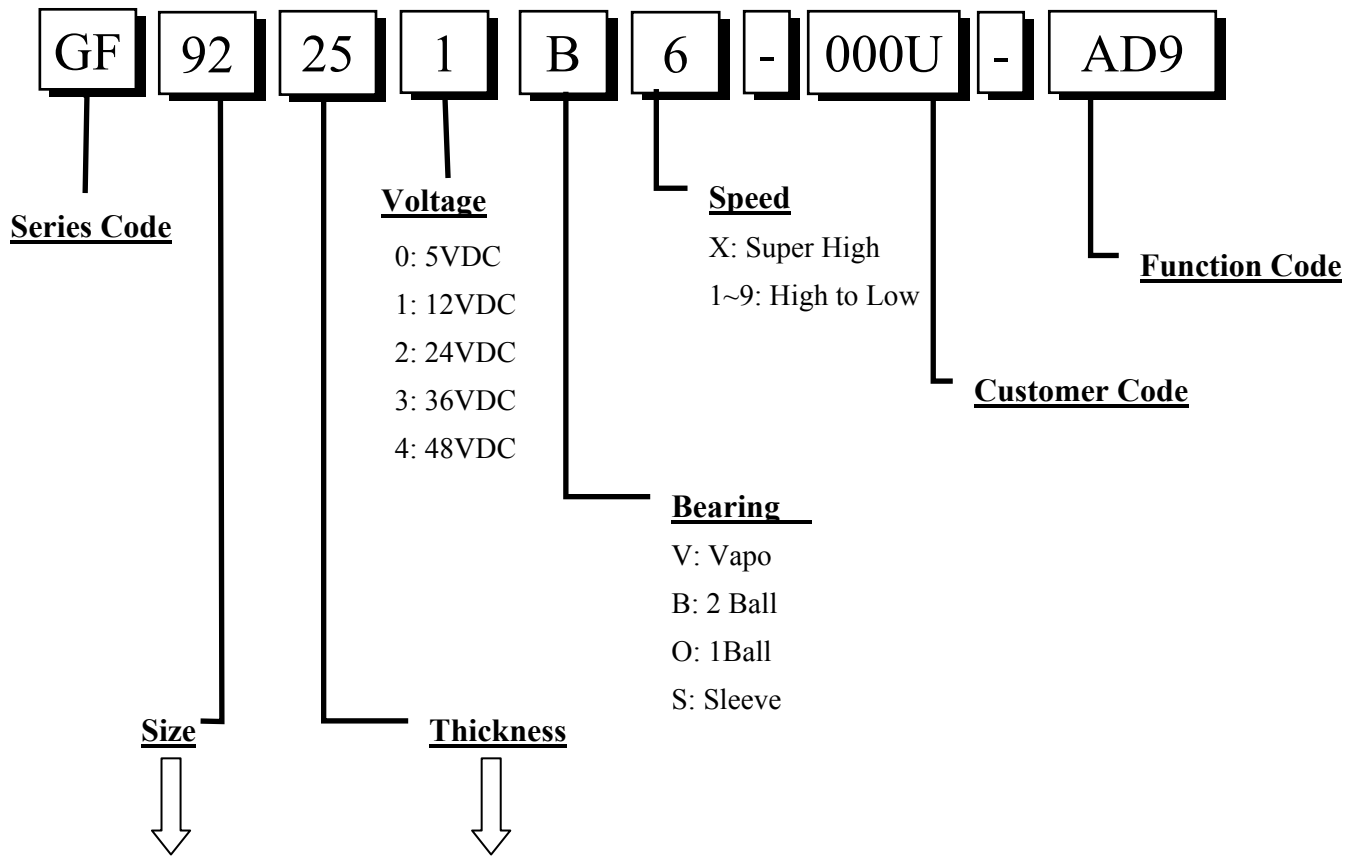 GF 92 25 1 B 6 - 000U - AD9
Series Code
Voltage
0: 5VDC
1: 12VDC
2: 24VDC
3: 36VDC
4: 48VDC
Speed
X: Super High
1~9: High to Low
Function Code
Customer Code
Bearing
V: Vapo
B: 2 Ball
O: 1Ball
S: Sleeve
Size
Thickness